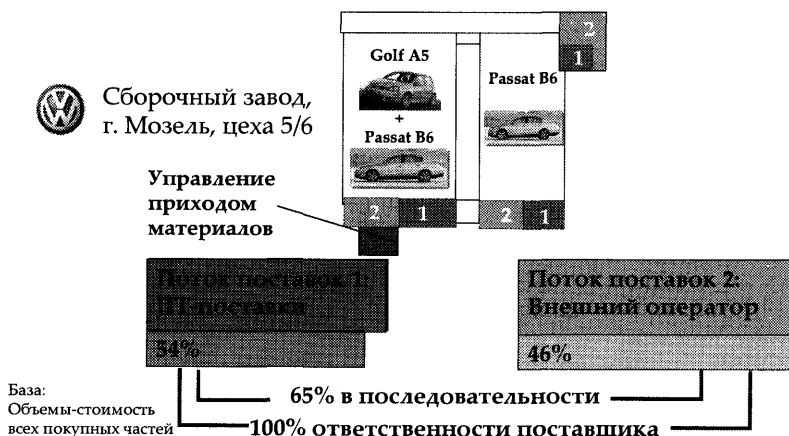 2
1
Golf A5
+
Passat B6
Passat B6
Сборочный завод,
г. Мозель, цеха 5/6
Управление
приходом
материалов
2 1
2 1
Поток поставок 1:
JIT-поставки
54%
Поток поставок 2:
Внешний оператор
46%
65% в последовательности
100% ответственности поставщика
База:
Объемы-стоимость
всех покупных частей